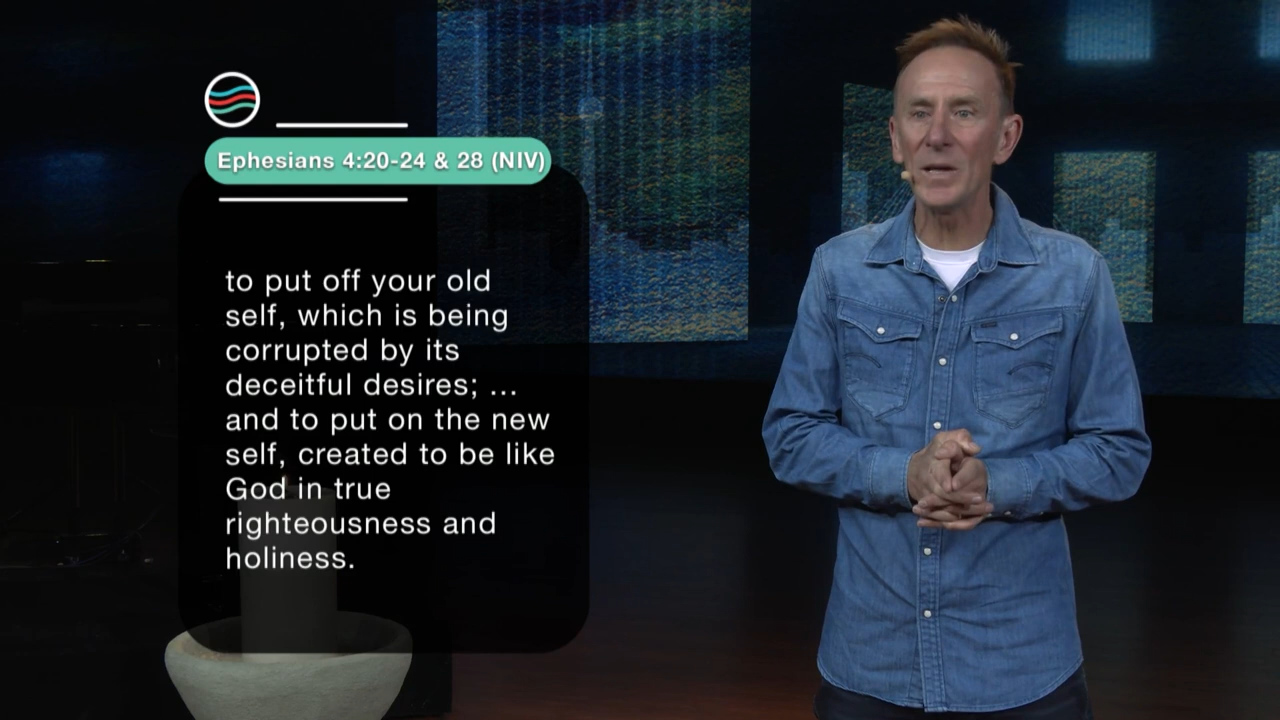 Ephesians 4:20-24 & 28 (NIV)
to put off your old
self, which is being
corrupted by its
deceitful desires; ...
and to put on the new
self, created to be like
God in true
righteousness and
holiness.